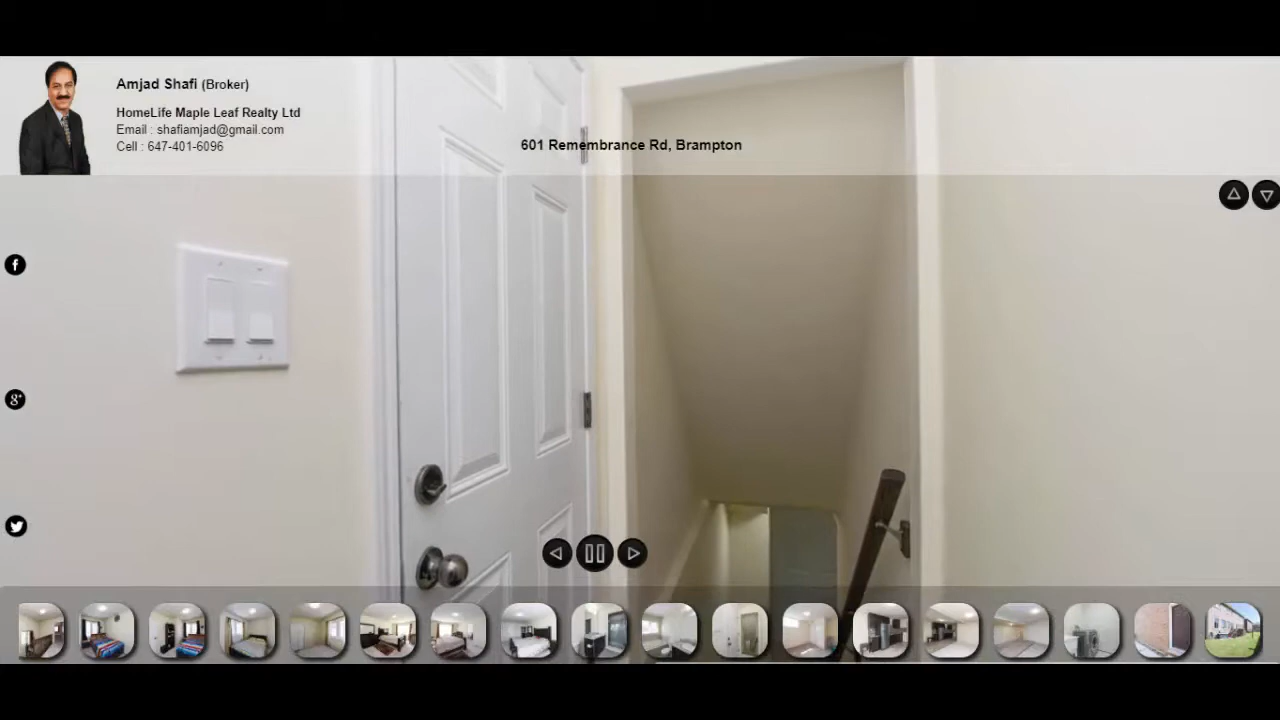 Amjad Shafi (Broker)
HomeLife Maple Leaf Realty Ltd
Email : shafiamjad@gmail.com
Cell : 647-401-6096
601 Remembrance Rd, Brampton